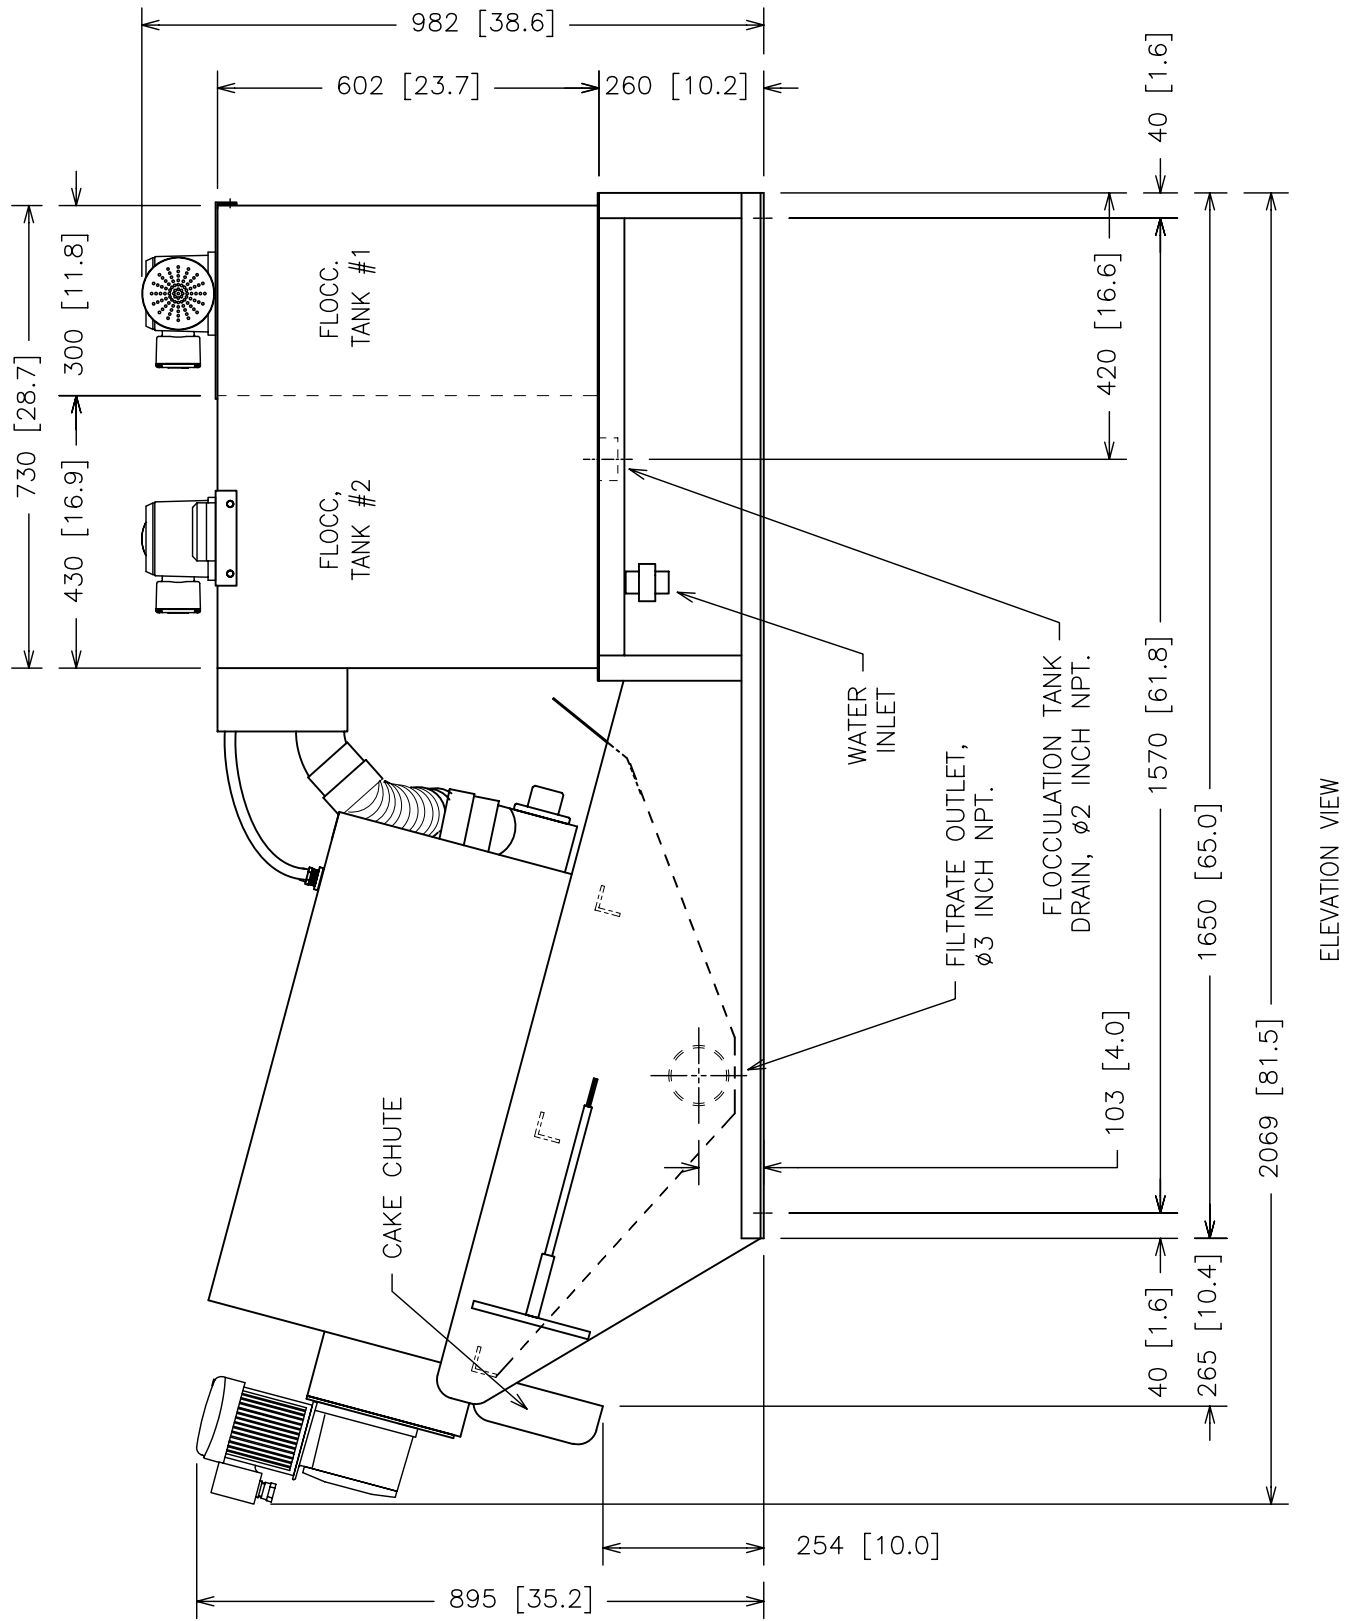 982 [38.6]
602 [23.7]
260 [10.2]
40 [1.6]
730 [28.7]
300 [11.8]
430 [16.9]
FLOCC.
TANK #1
FLOCC,
TANK #2
420 [16.6]
WATER
INLET
FLOCCULATION TANK
DRAIN, ø2 INCH NPT.
FILTRATE OUTLET,
ø3 INCH NPT.
CAKE CHUTE
103 [4.0]
1570 [61.8]
1650 [65.0]
2069 [81.5]
40 [1.6]
265 [10.4]
254 [10.0]
895 [35.2]
ELEVATION VIEW